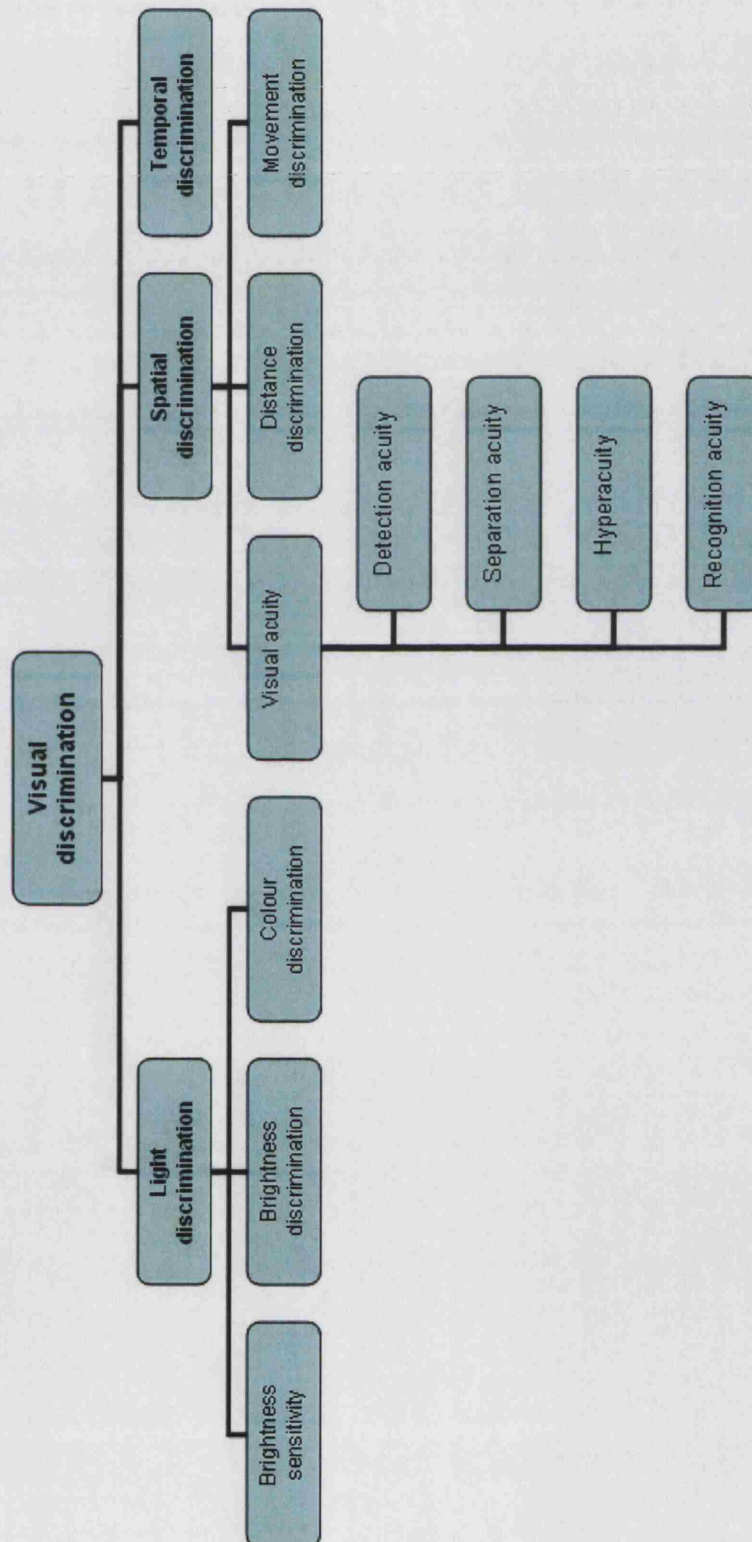 Visual
discrimination
Light
discrimination
Spatial
discrimination
Temporal
discrimination
Brightness
sensitivity
Brightness
discrimination
Colour
discrimination
Visual acuity
Distance
discrimination
Movement
discrimination
Detection acuity
Separation acuity
Hyperacuity
Recognition acuity